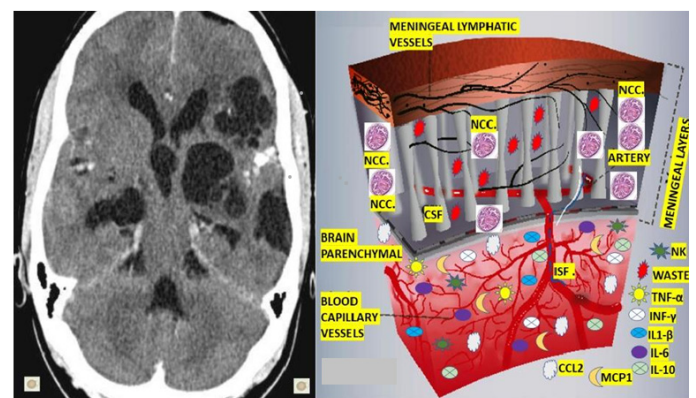 MENINGEAL LYMPHATIC
VESSELS
NCC.
NCC.
NCC.
ARTERY
NCC.
NCC.
CSF
MENINGEAL LAYERS
BRAIN
PARENCHYMAL
ISF .
BLOOD
CAPILLARY
VESSELS
NK
WASTE
TNF-α
INF-γ
IL1-β
IL-6
IL-10
CCL2
MCP1